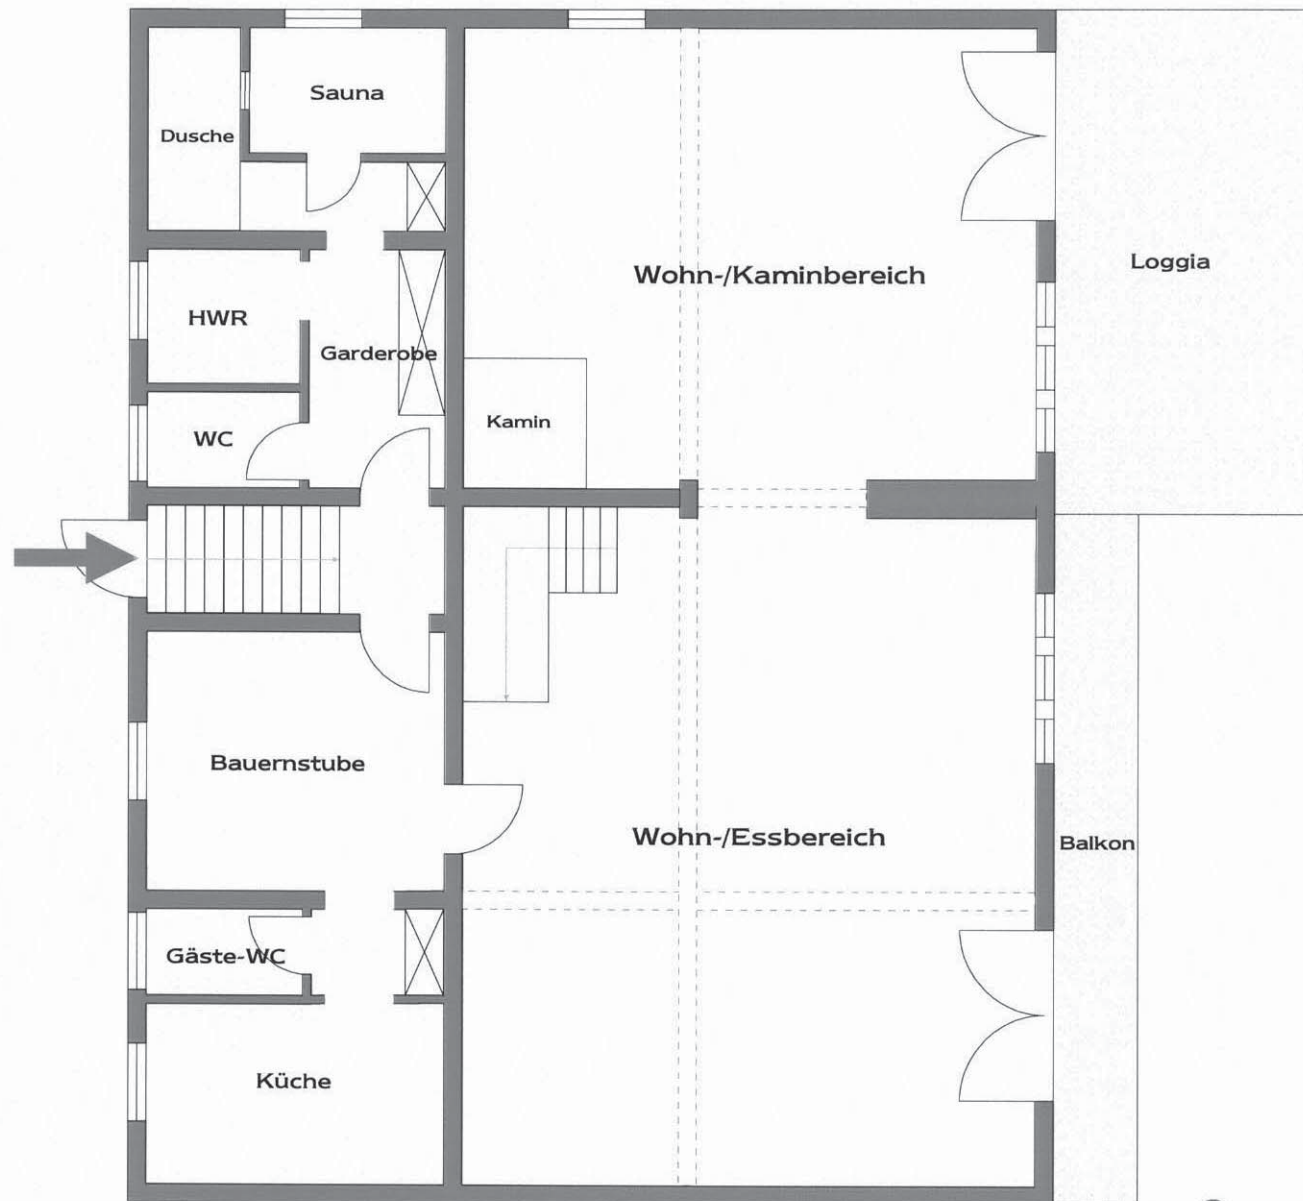 Sauna
Dusche
Loggia
Wohn-/Kaminbereich
HWR
Garderobe
Kamin
WC
Bauernstube
Wohn-/Essbereich
Balkon
Gäste-WC
Küche